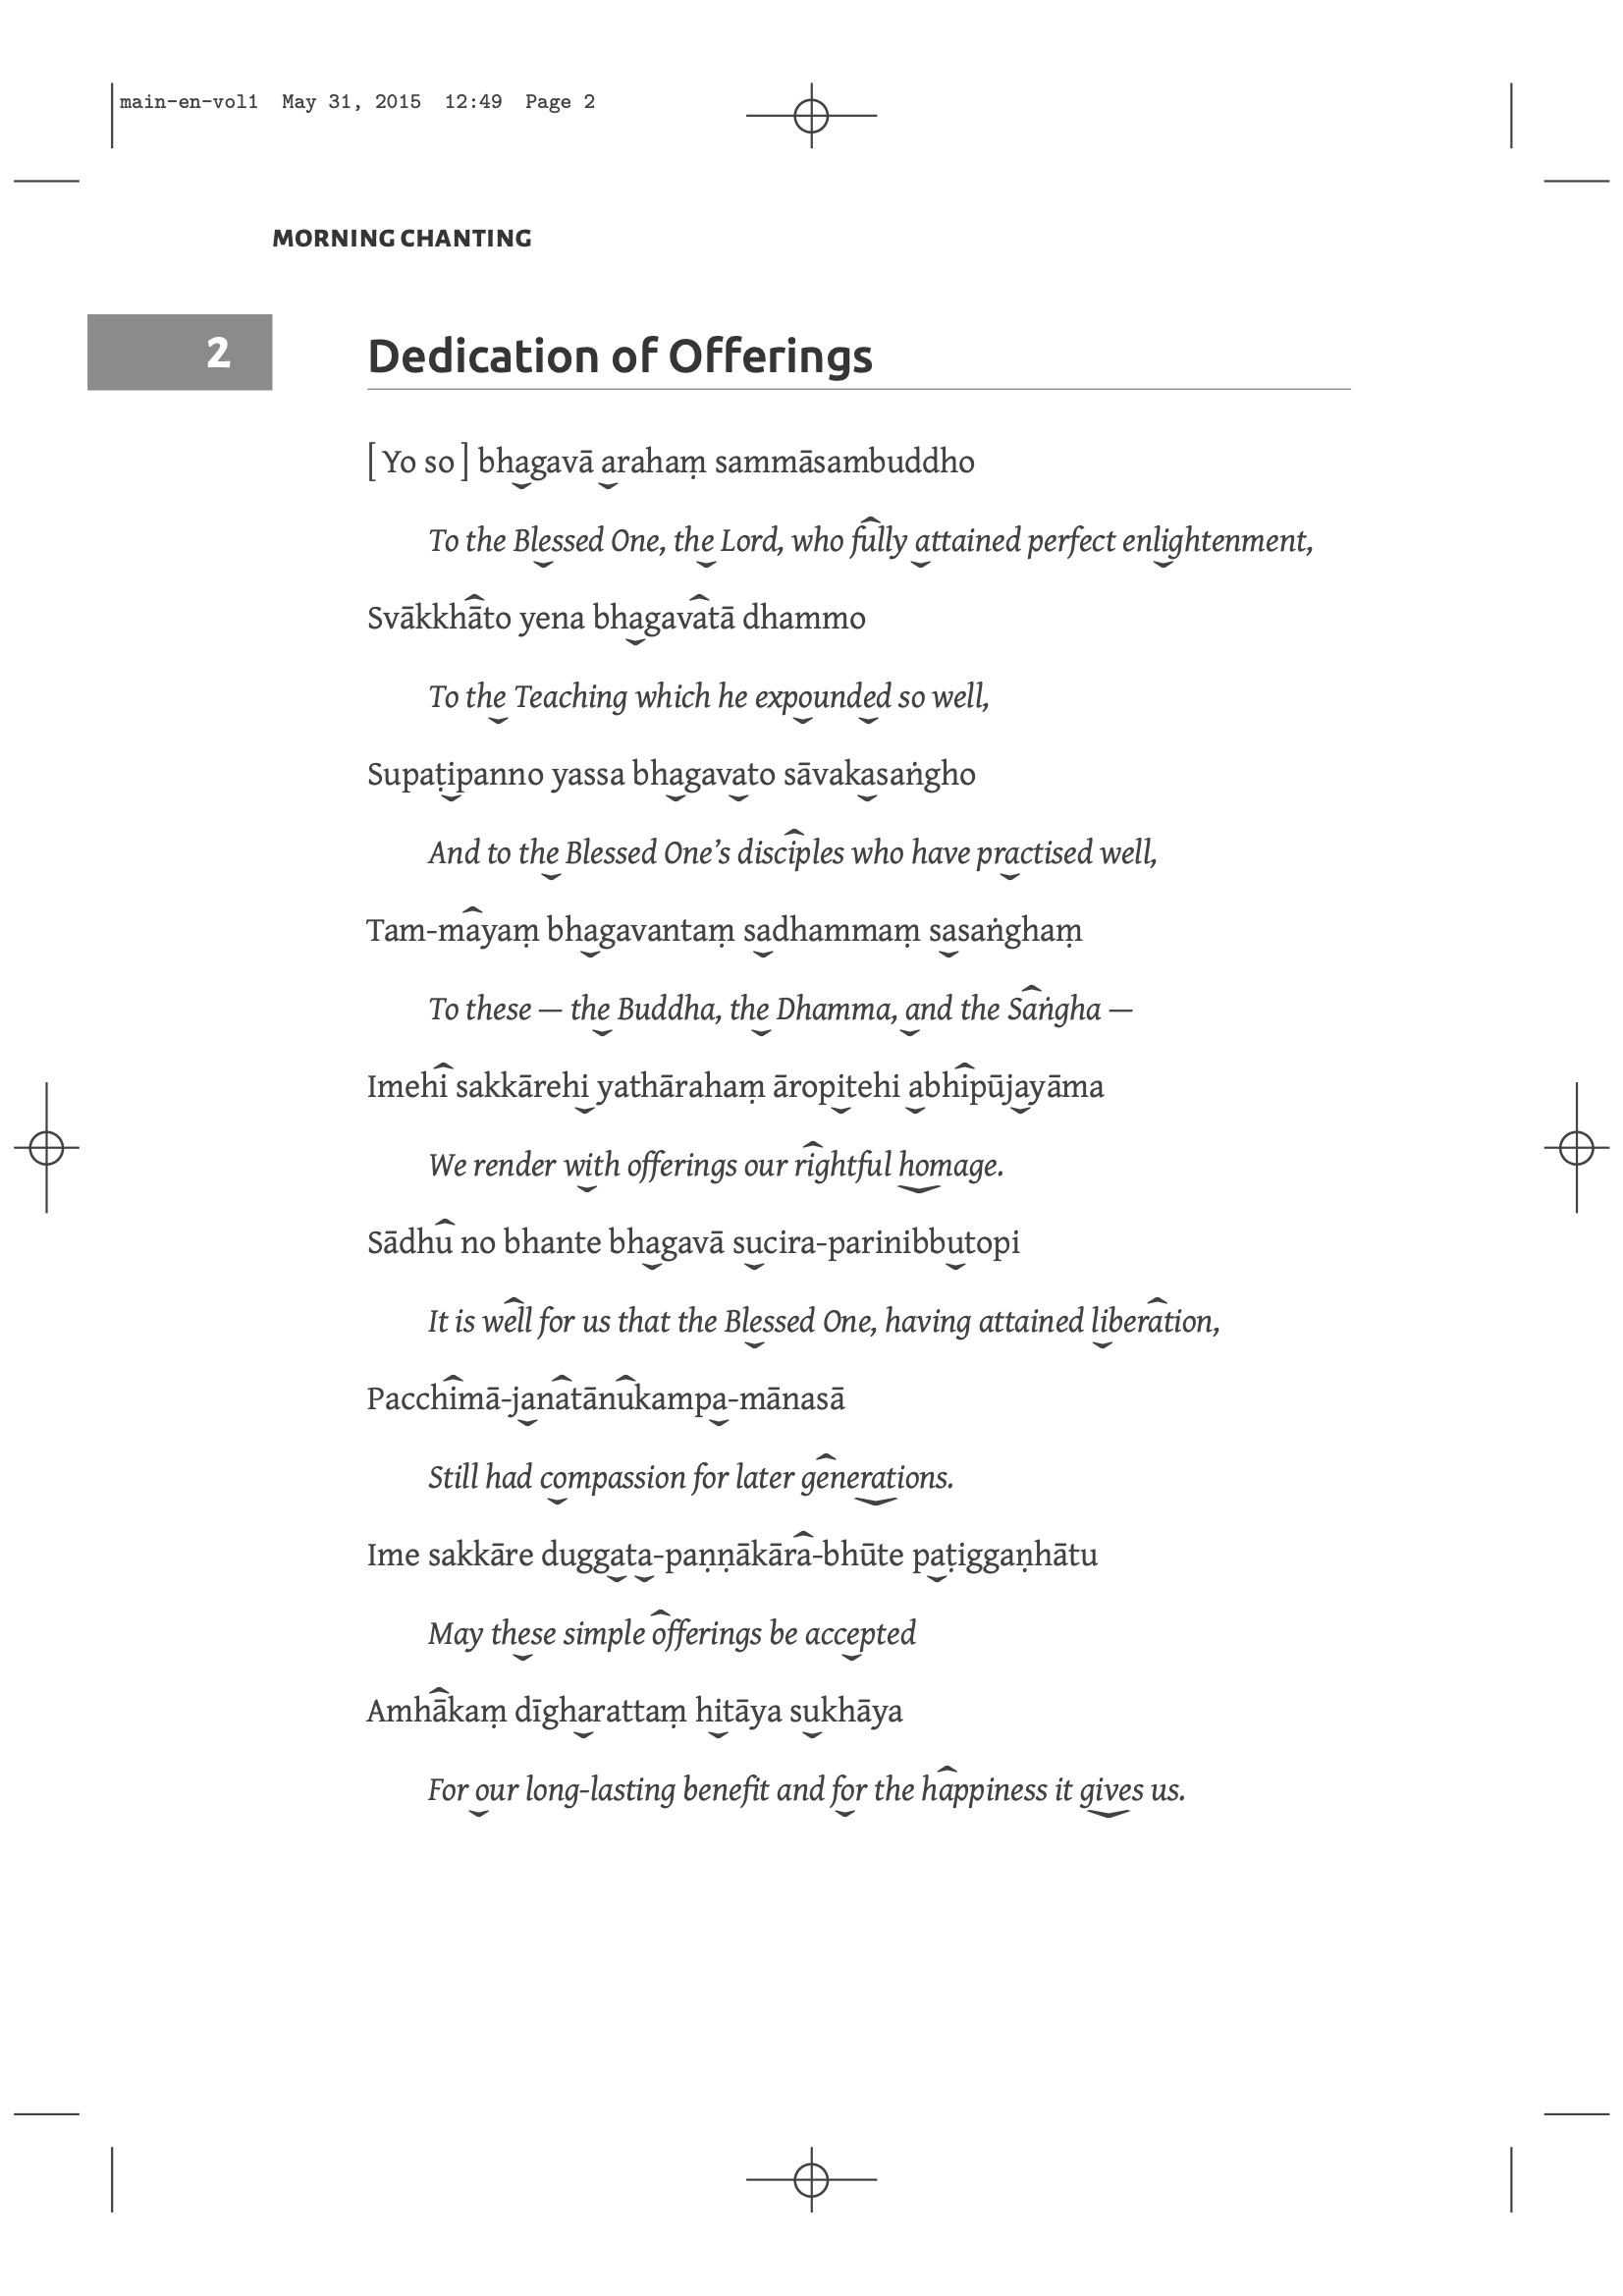 main-en-vol1 May 31, 2015 12:49 Page 2
MORNING CHANTING
2
Dedication of Offerings
[ Yo so ] bhagavā arahaṃ sammāsambuddho
To the Blessed One, the Lord, who fully attained perfect enlightenment,
Svākkhāto yena bhagavatā dhammo
To the Teaching which he expounded so well,
Supaṭipanno yassa bhagavato sāvakasaṅgho
And to the Blessed One’s disciples who have practised well,
Tam-mayaṃ bhagavantaṃ sadhammaṃ sasaṅghaṃ
To these — the Buddha, the Dhamma, and the Saṅgha —
Imehi sakkārehi yathārahaṃ āropitehi abhipūjayāma
We render with offerings our rightful homage.
Sādhu no bhante bhagavā sucira-parinibbutopi
It is well for us that the Blessed One, having attained liberation,
Pacchimā-janatānukampa-mānasā
Still had compassion for later generations.
Ime sakkāre duggata-paṇṇākāra-bhūte paṭiggaṇhātu
May these simple offerings be accepted
Amhākaṃ dīgharattaṃ hitāya sukhāya
For our long-lasting benefit and for the happiness it gives us.